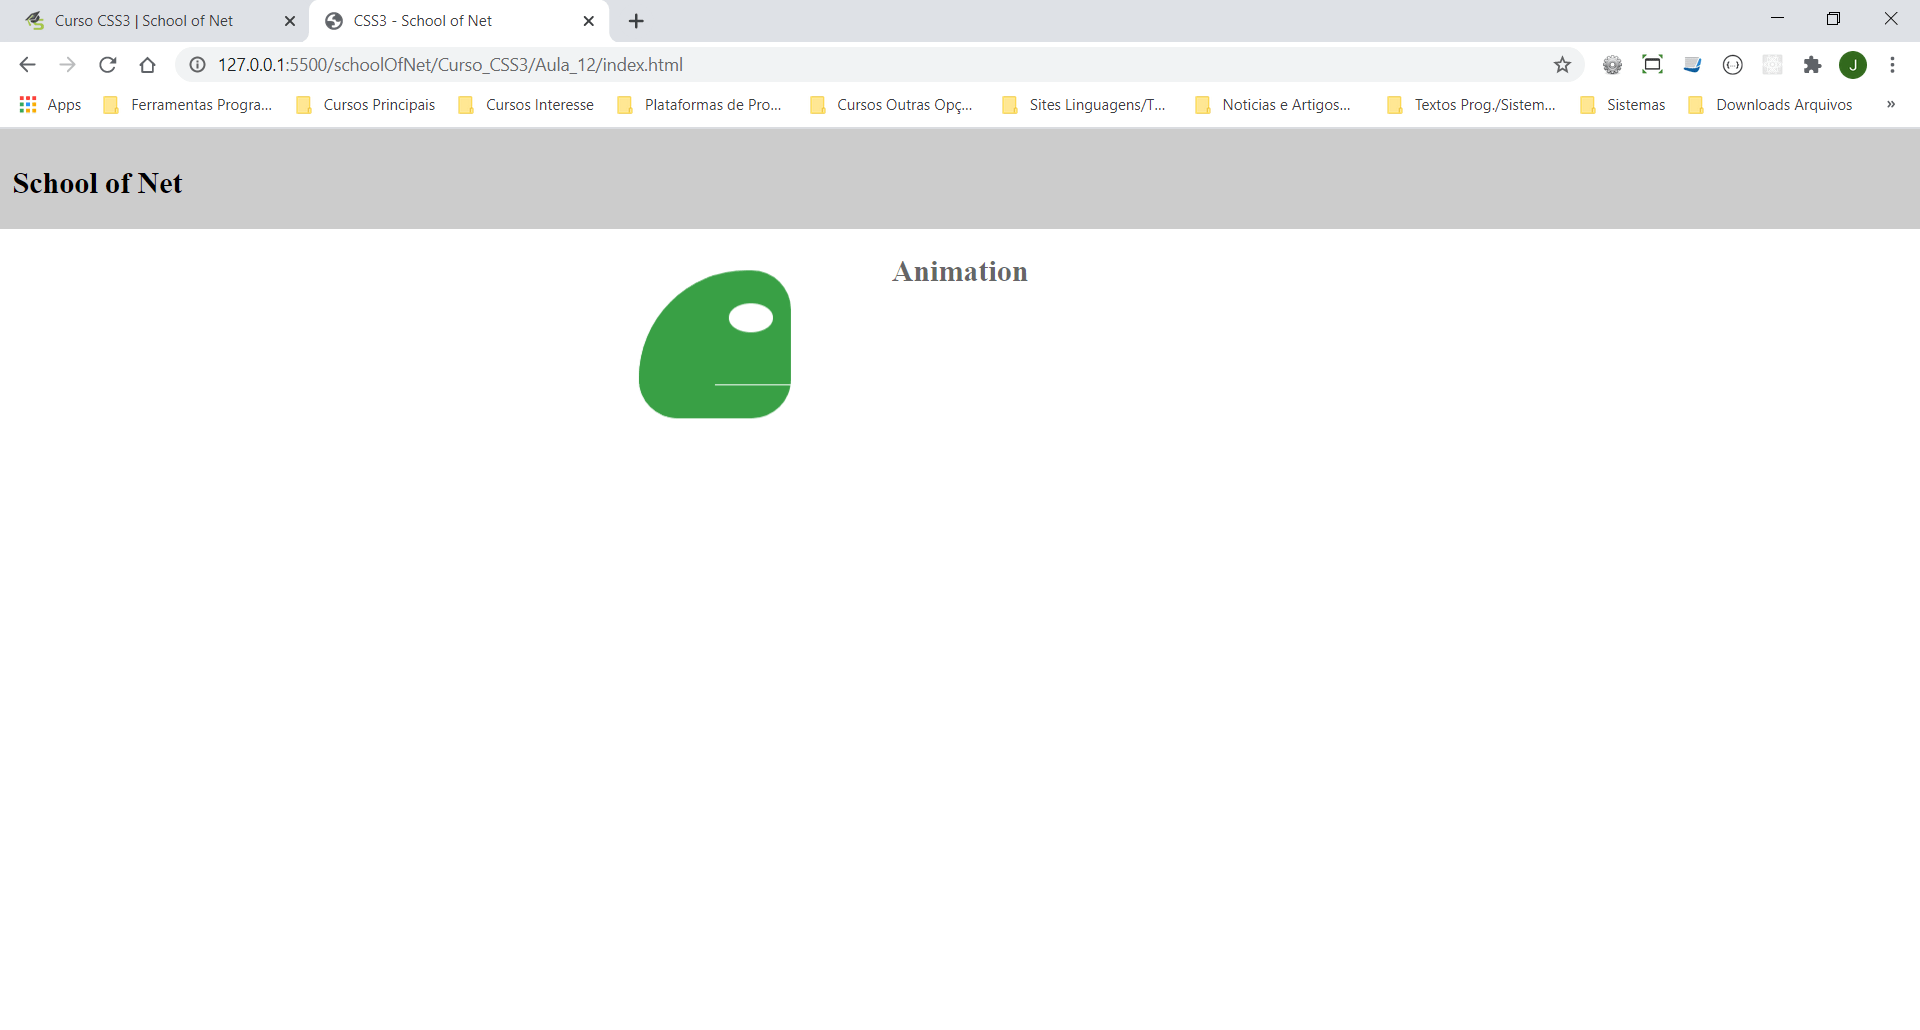 Curso CSS3 | School of Net
CSS3 - School of Net
127.0.0.1:5500/schoolOfNet/Curso_CSS3/Aula_12/index.html
J
Apps Ferramentas Progra... Cursos Principais Cursos Interesse Plataformas de Pro... Cursos Outras Opç... Sites Linguagens/T... Noticias e Artigos... Textos Prog./Sistem... Sistemas Downloads Arquivos »
School of Net
Animation